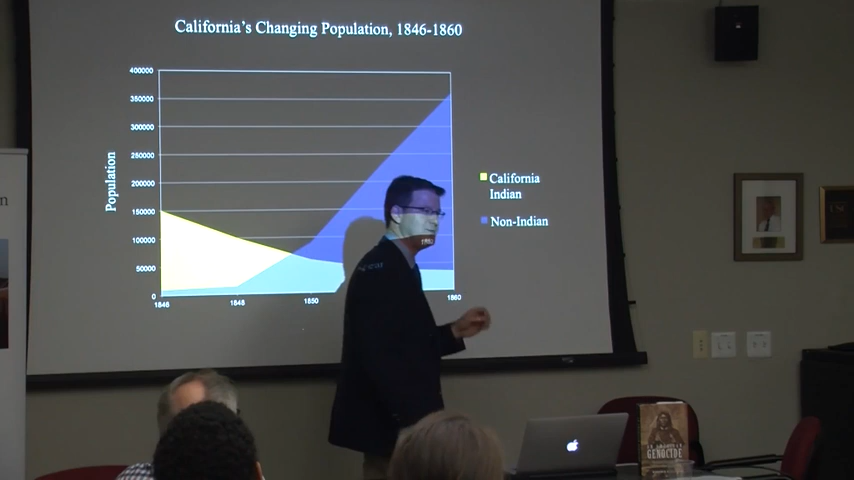 California's Changing Population, 1846-1860
400000
350000
300000
250000
200000
150000
100000
50000
0
Population
1846
1848
1850
1860
California
Indian
Non-Indian
GENOCIDE